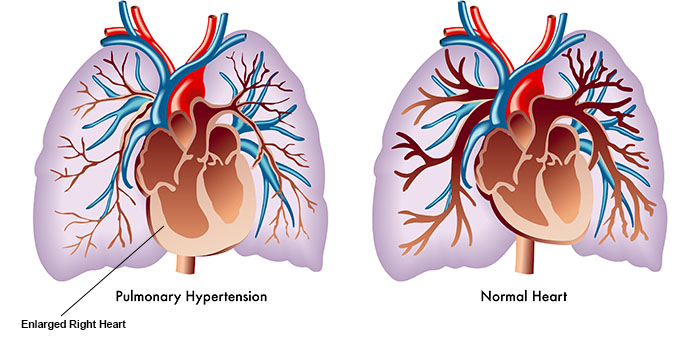 Pulmonary Hypertension
Normal Heart
Enlarged Right Heart